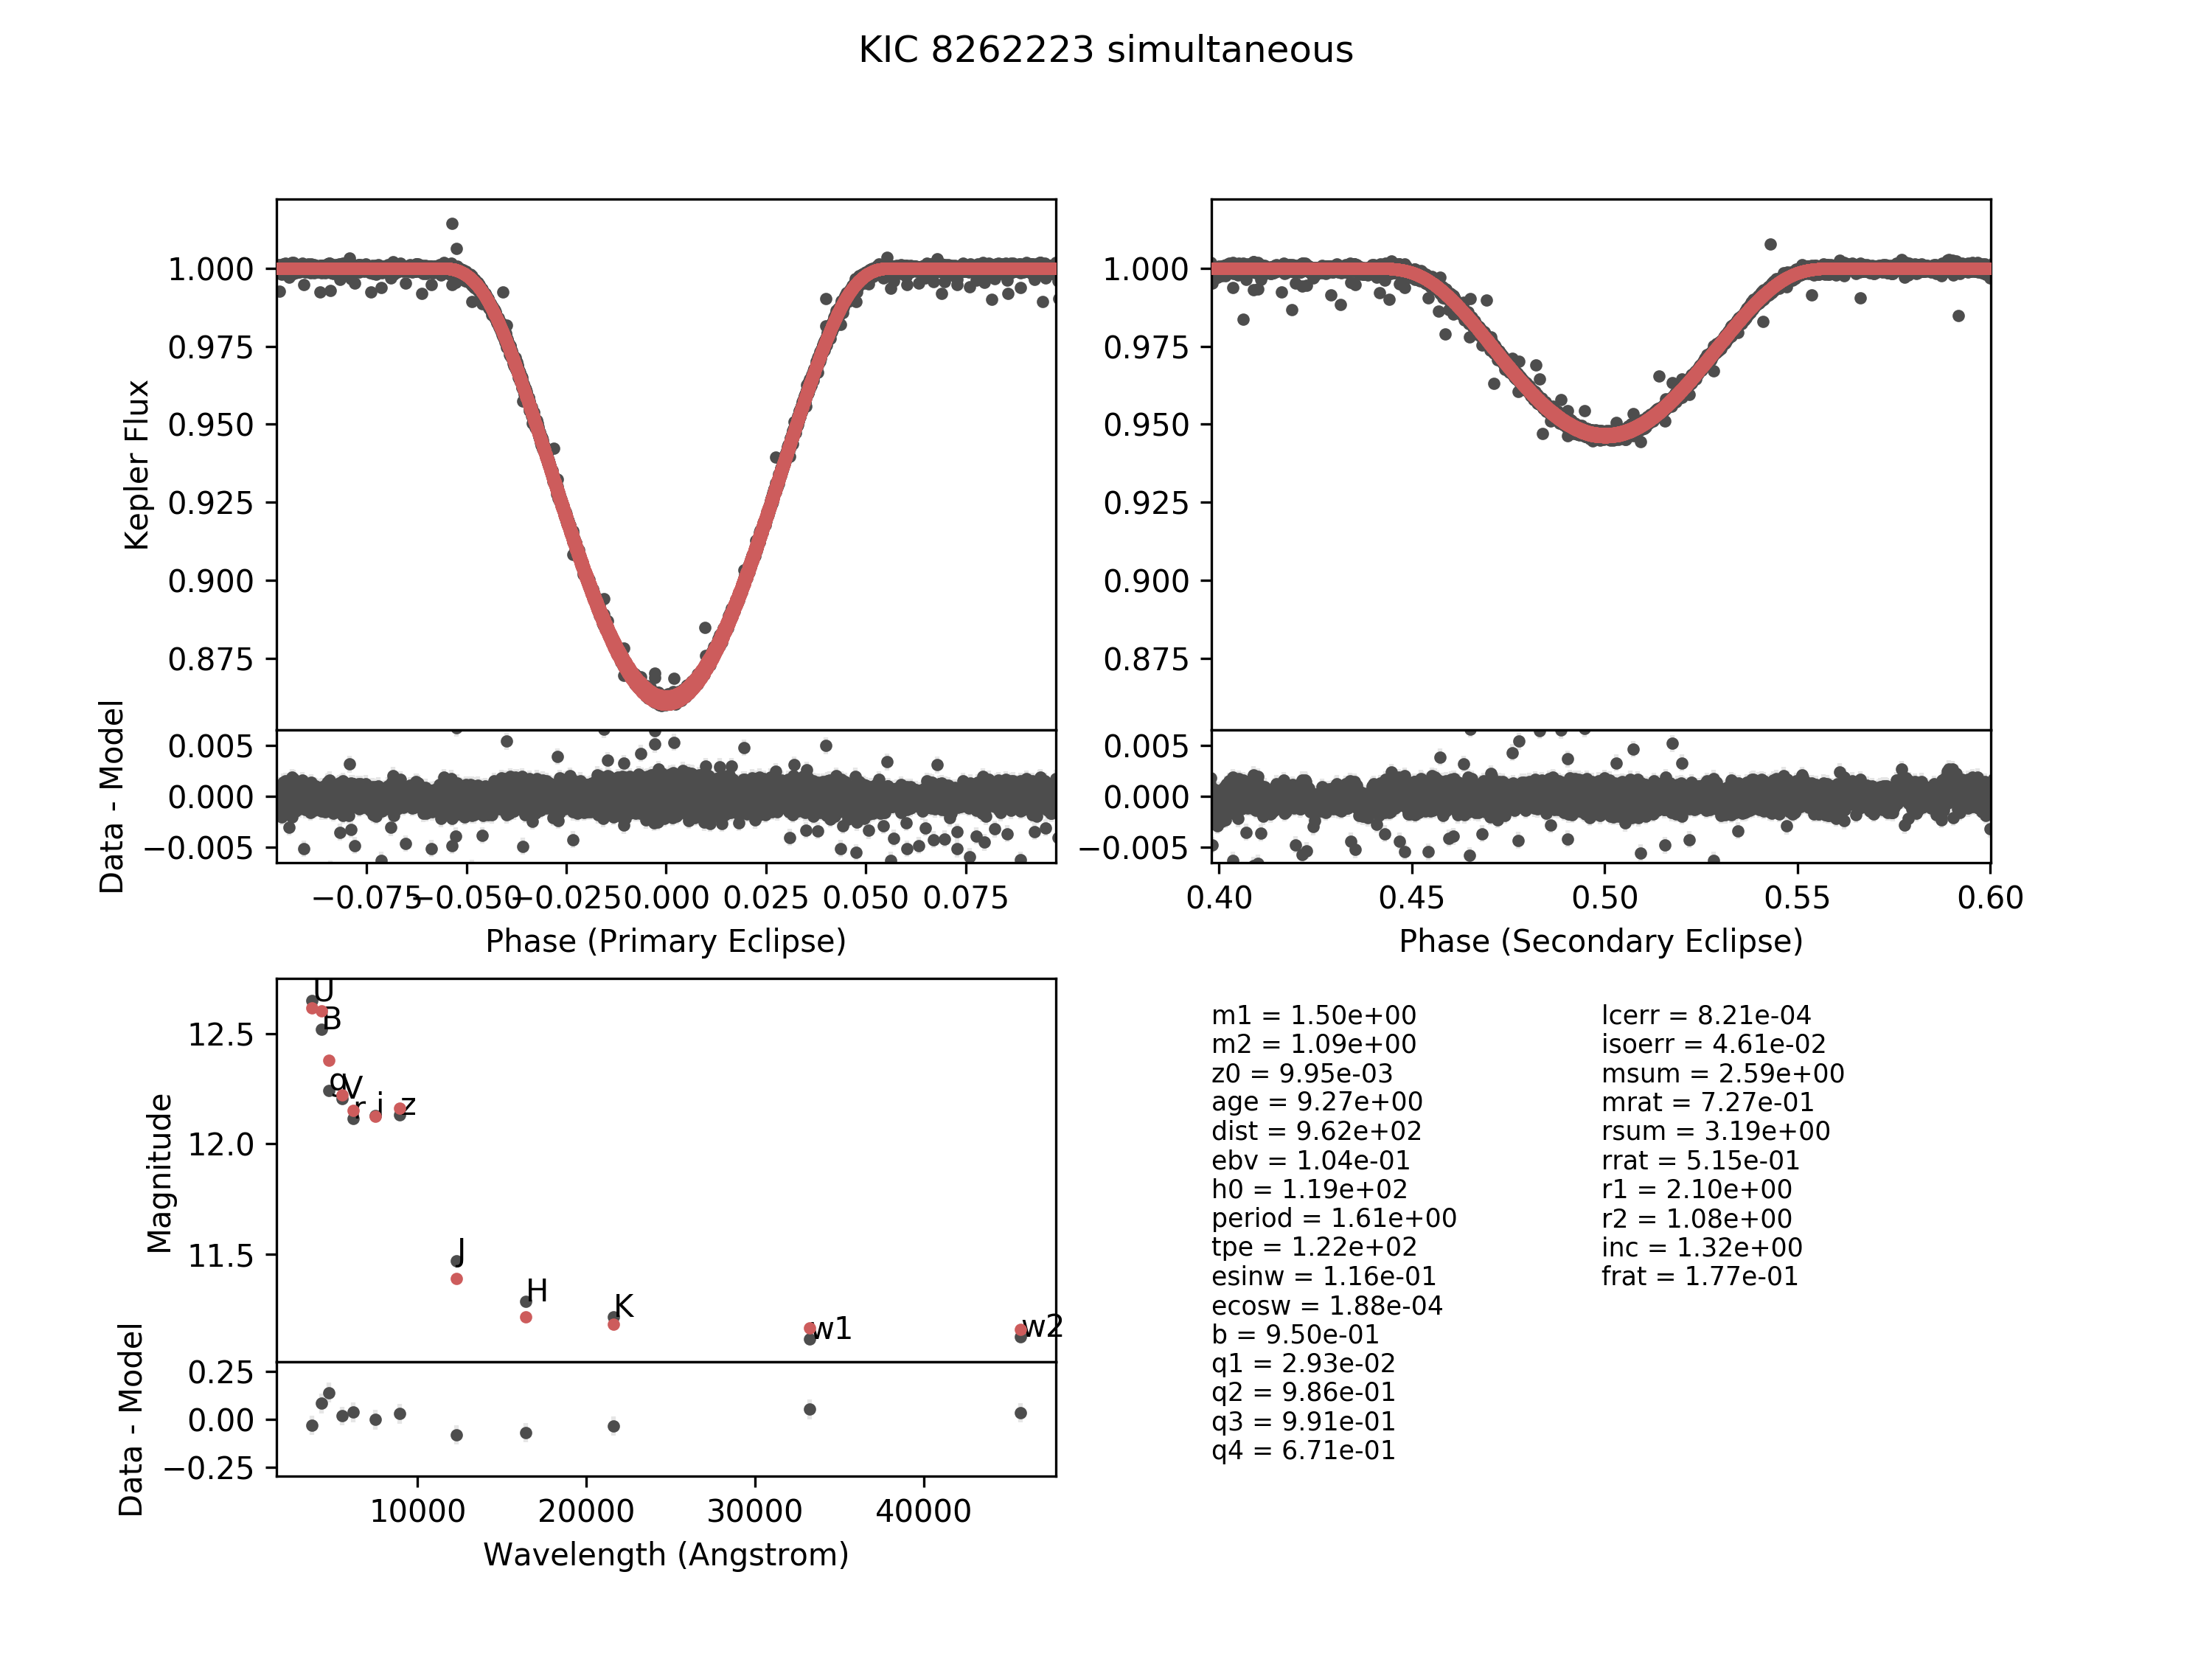 KIC 8262223 simultaneous
1.000
0.975
0.950
0.925
0.900
0.875
Kepler Flux
0.005
0.000
−0.005
Data - Model
−0.075 −0.050 −0.025 0.000 0.025 0.050 0.075
Phase (Primary Eclipse)
1.000
0.975
0.950
0.925
0.900
0.875
0.005
0.000
−0.005
0.40 0.45 0.50 0.55 0.60
Phase (Secondary Eclipse)
12.5
12.0
11.5
Magnitude
U
B
g
V
r
i
z
J
H
K
w1
w2
0.25
0.00
−0.25
Data - Model
10000 20000 30000 40000
Wavelength (Angstrom)
m1 = 1.50e+00
m2 = 1.09e+00
z0 = 9.95e-03
age = 9.27e+00
dist = 9.62e+02
ebv = 1.04e-01
h0 = 1.19e+02
period = 1.61e+00
tpe = 1.22e+02
esinw = 1.16e-01
ecosw = 1.88e-04
b = 9.50e-01
q1 = 2.93e-02
q2 = 9.86e-01
q3 = 9.91e-01
q4 = 6.71e-01
lcerr = 8.21e-04
isoerr = 4.61e-02
msum = 2.59e+00
mrat = 7.27e-01
rsum = 3.19e+00
rrat = 5.15e-01
r1 = 2.10e+00
r2 = 1.08e+00
inc = 1.32e+00
frat = 1.77e-01